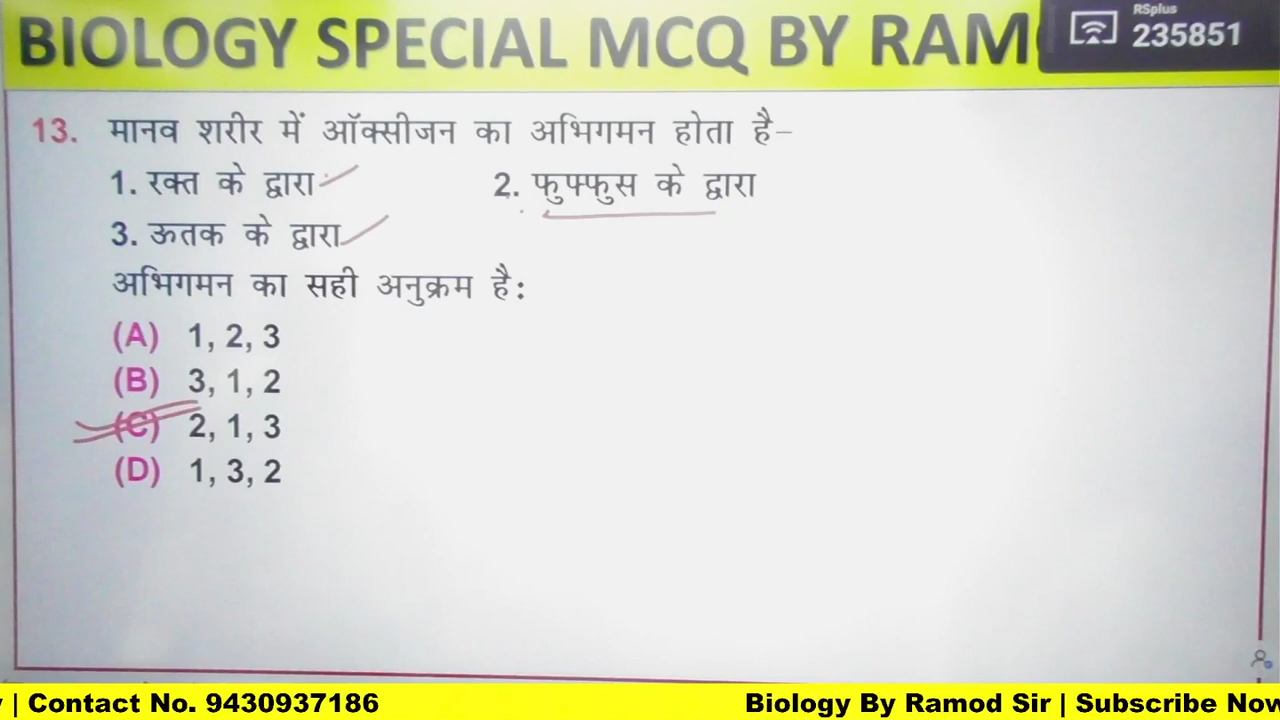 BIOLOGY SPECIAL MCQ BY RAM
RSplus
235851
13. मानव शरीर में ऑक्सीजन का अभिगमन होता है–
1. रक्त के द्वारा 2. फुफ्फुस के द्वारा
3. ऊतक के द्वारा
अभिगमन का सही अनुक्रम है:
(A) 1, 2, 3
(B) 3, 1, 2
(C) 2, 1, 3
(D) 1, 3, 2
| Contact No. 9430937186 Biology By Ramod Sir | Subscribe Now